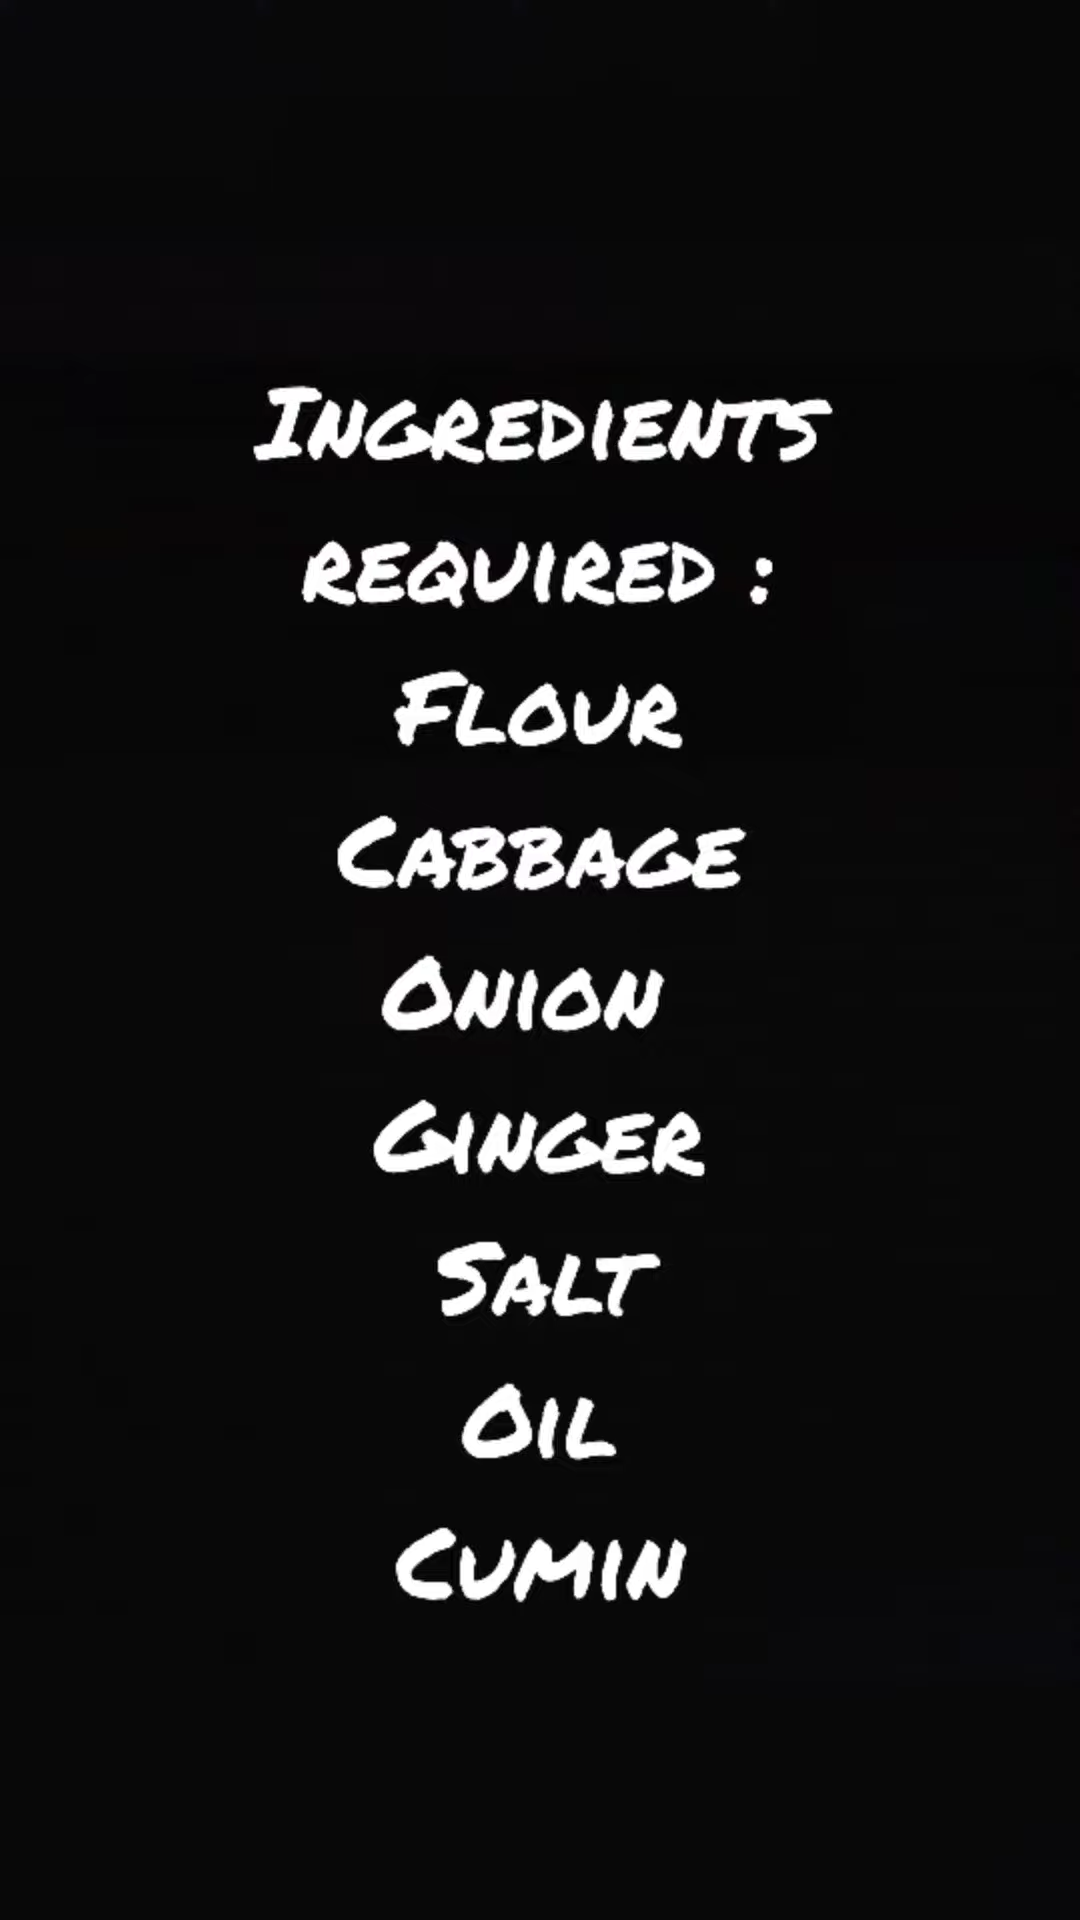 Ingredients
required :
Flour
Cabbage
Onion
Ginger
Salt
Oil
Cumin